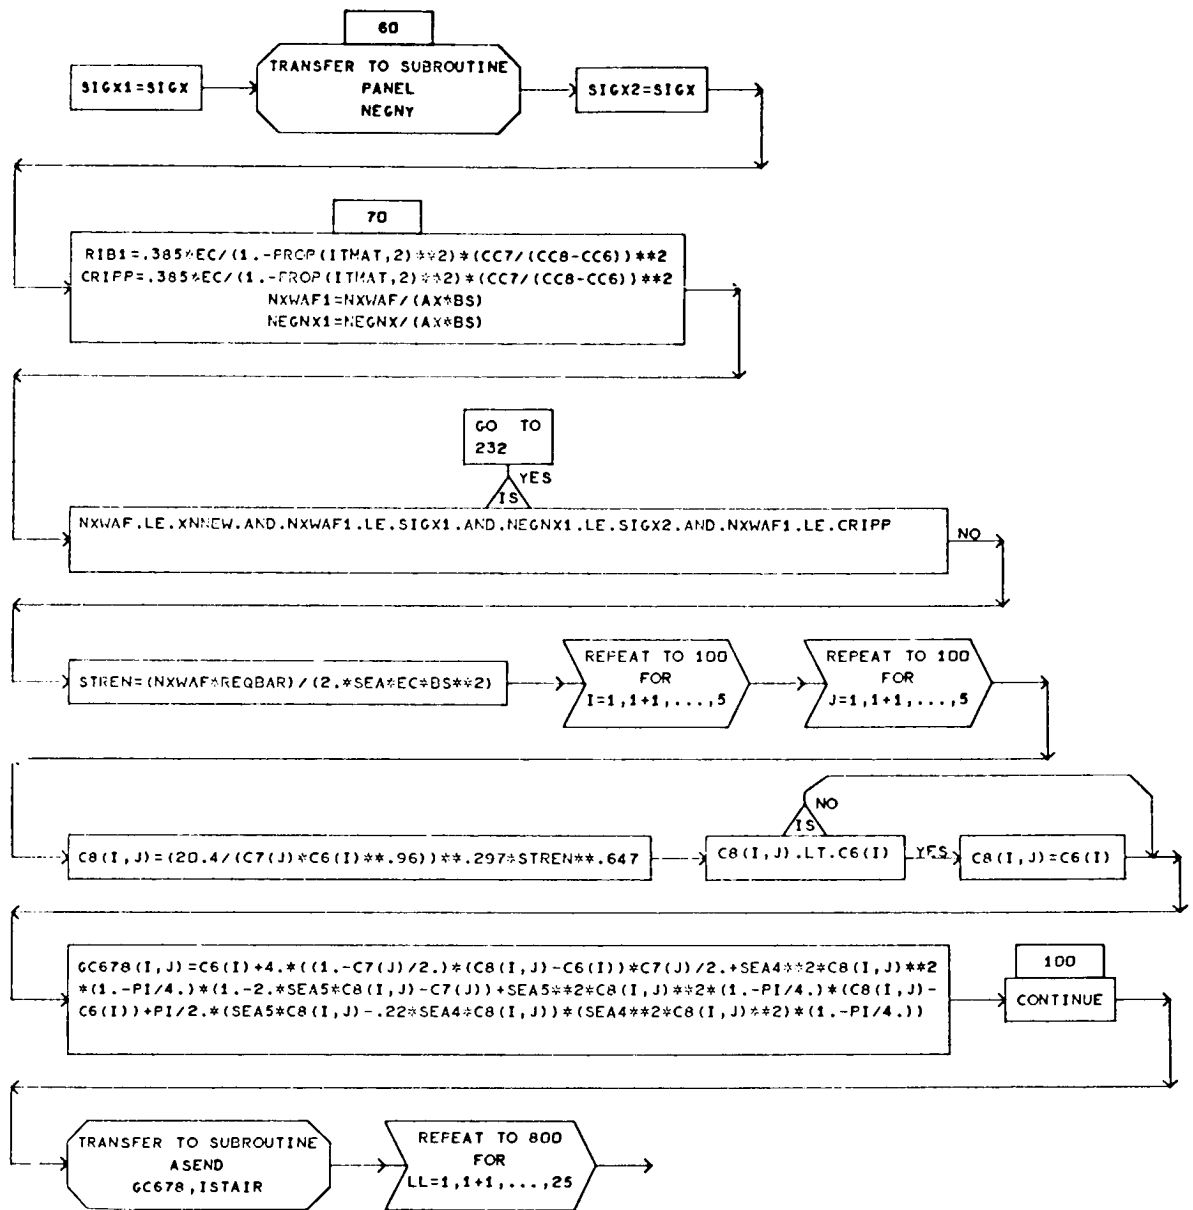 60
SIGX1=SIGX
TRANSFER TO SUBROUTINE
PANEL
NEGNY
SIGX2=SIGX
70
RIB1=.385*EC/(1.-PROP(ITMAT,2)**2)*(CC7/(CC8-CC6))**2
CRIPP=.385*EC/(1.-PROP(ITMAT,2)**2)*(CC7/(CC8-CC6))**2
NXWAF1=NXWAF/(AX*BS)
NEGNX1=NEGNX/(AX*BS)
GO TO
232
YES
IS
NXWAF.LE.XNNEW.AND.NXWAF1.LE.SIGX1.AND.NEGNX1.LE.SIGX2.AND.NXWAF1.LE.CRIPP
NO
STREN=(NXWAF*REQBAR)/(2.*SEA*EC*BS**2)
REPEAT TO 100
FOR
I=1,1+1,...,5
REPEAT TO 100
FOR
J=1,1+1,...,5
C8(I,J)=(20.4/(C7(J)*C6(I)**.96))**.297*STREN**.647
NO
IS
C8(I,J).LT.C6(I)
YES
C8(I,J)=C6(I)
GC678(I,J)=C6(I)+4.*((1.-C7(J)/2.)*(C8(I,J)-C6(I))*C7(J)/2.+SEA4**2*C8(I,J)**2
*(1.-PI/4.)*(1.-2.*SEA5*C8(I,J)-C7(J))+SEA5**2*C8(I,J)**2*(1.-PI/4.)*(C8(I,J)-
C6(I))+PI/2.*(SEA5*C8(I,J)-.22*SEA4*C8(I,J))*(SEA4**2*C8(I,J)**2)*(1.-PI/4.))
100
CONTINUE
TRANSFER TO SUBROUTINE
ASEND
GC678,ISTAIR
REPEAT TO 800
FOR
LL=1,1+1,...,25